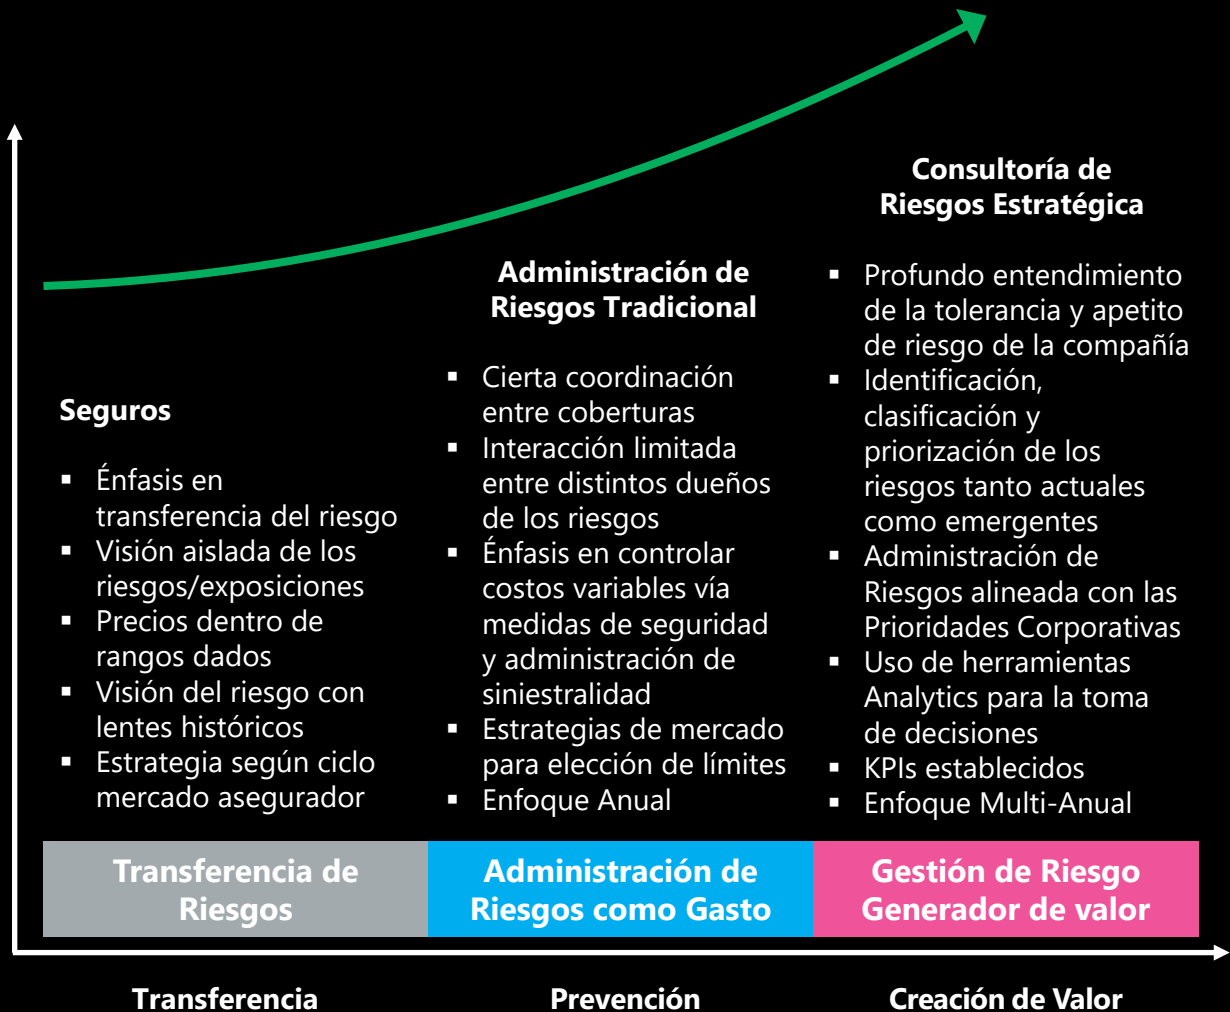 Seguros
▪ Énfasis en
transferencia del riesgo
▪ Visión aislada de los
riesgos/exposiciones
▪ Precios dentro de
rangos dados
▪ Visión del riesgo con
lentes históricos
▪ Estrategia según ciclo
mercado asegurador
Transferencia de
Riesgos
Transferencia
Administración de
Riesgos Tradicional
▪ Cierta coordinación
entre coberturas
▪ Interacción limitada
entre distintos dueños
de los riesgos
▪ Énfasis en controlar
costos variables vía
medidas de seguridad
y administración de
siniestralidad
▪ Estrategias de mercado
para elección de límites
▪ Enfoque Anual
Administración de
Riesgos como Gasto
Prevención
Consultoría de
Riesgos Estratégica
▪ Profundo entendimiento
de la tolerancia y apetito
de riesgo de la compañía
▪ Identificación,
clasificación y
priorización de los
riesgos tanto actuales
como emergentes
▪ Administración de
Riesgos alineada con las
Prioridades Corporativas
▪ Uso de herramientas
Analytics para la toma
de decisiones
▪ KPIs establecidos
▪ Enfoque Multi-Anual
Gestión de Riesgo
Generador de valor
Creación de Valor